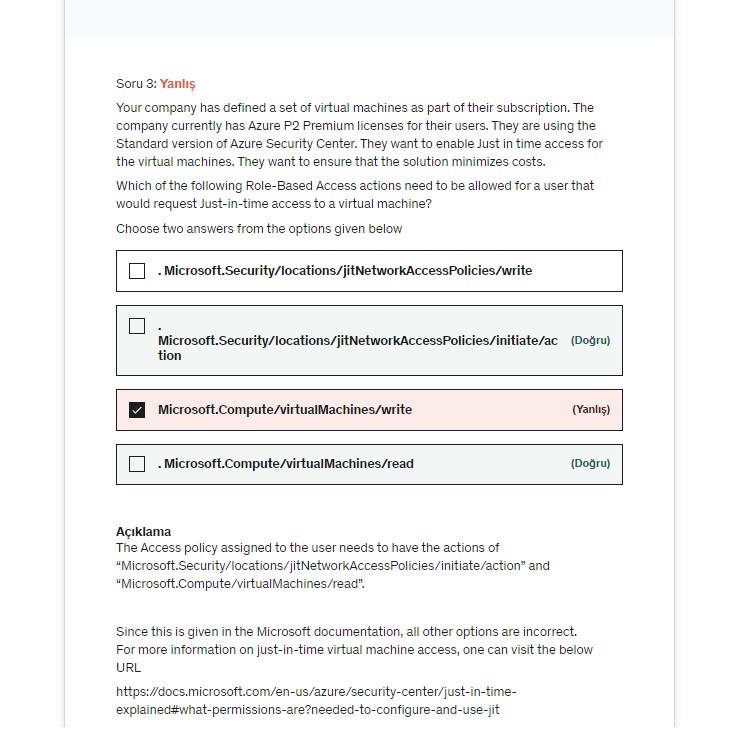 Soru 3: Yanlış
Your company has defined a set of virtual machines as part of their subscription. The
company currently has Azure P2 Premium licenses for their users. They are using the
Standard version of Azure Security Center. They want to enable Just in time access for
the virtual machines. They want to ensure that the solution minimizes costs.
Which of the following Role-Based Access actions need to be allowed for a user that
would request Just-in-time access to a virtual machine?
Choose two answers from the options given below
. Microsoft.Security/locations/jitNetworkAccessPolicies/write
.
Microsoft.Security/locations/jitNetworkAccessPolicies/initiate/ac (Doğru)
tion
Microsoft.Compute/virtualMachines/write (Yanlış)
. Microsoft.Compute/virtualMachines/read (Doğru)
Açıklama
The Access policy assigned to the user needs to have the actions of
“Microsoft.Security/locations/jitNetworkAccessPolicies/initiate/action” and
“Microsoft.Compute/virtualMachines/read”.
Since this is given in the Microsoft documentation, all other options are incorrect.
For more information on just-in-time virtual machine access, one can visit the below
URL
https://docs.microsoft.com/en-us/azure/security-center/just-in-time-
explained#what-permissions-are?needed-to-configure-and-use-jit